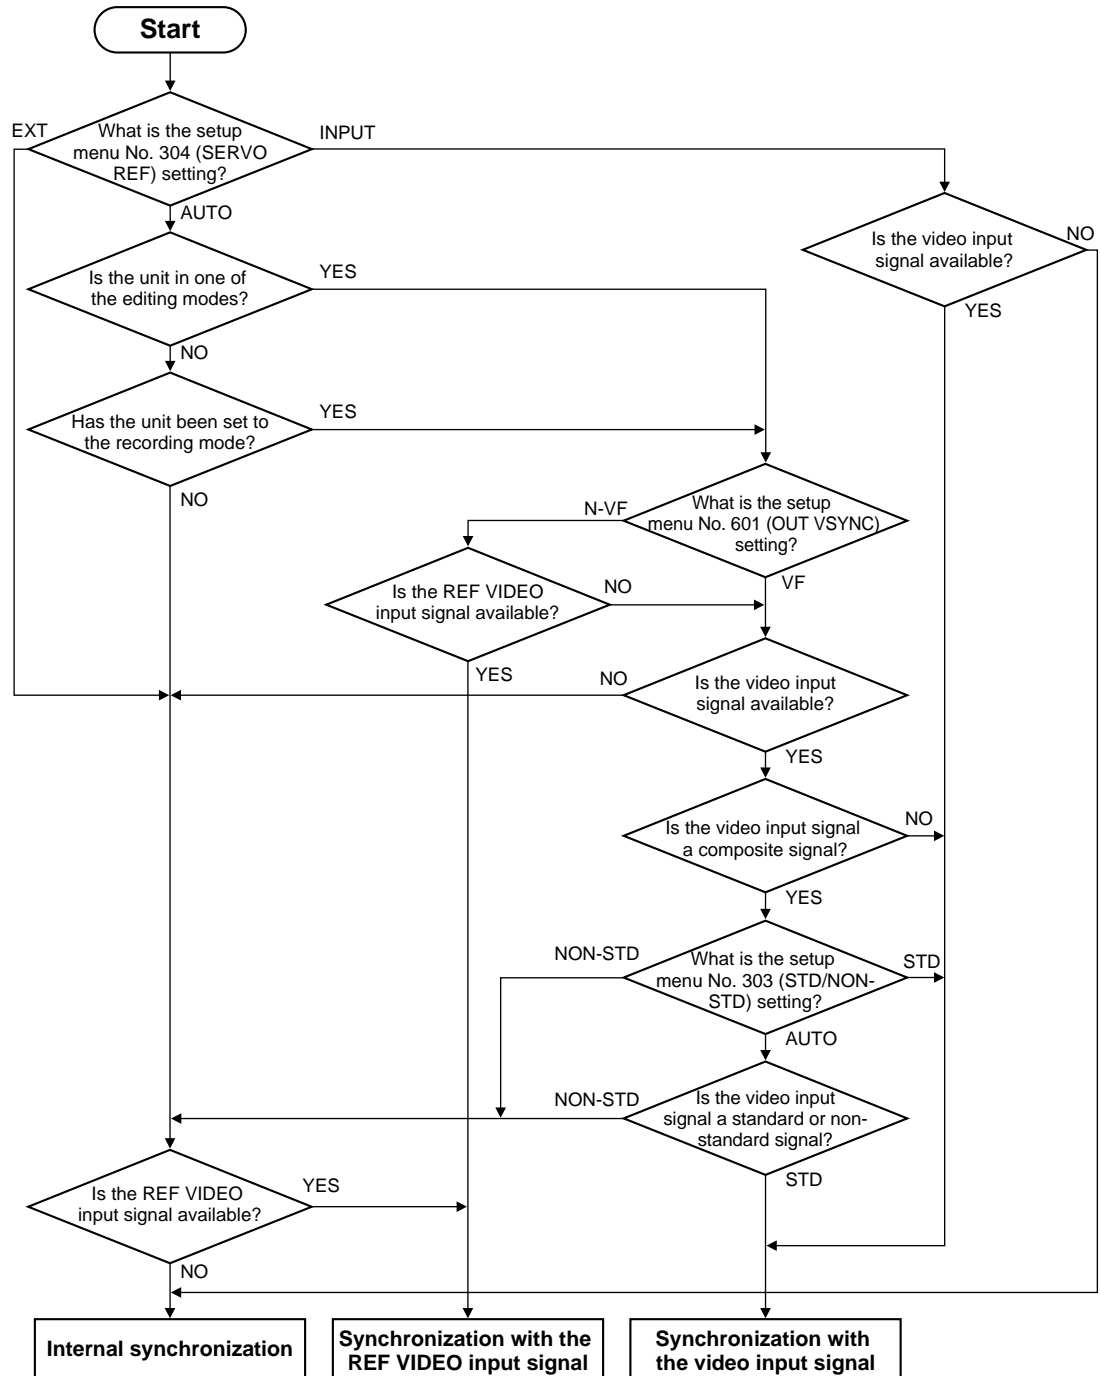 Start
EXT
What is the setup
menu No. 304 (SERVO
REF) setting?
INPUT
AUTO
Is the video input
signal available?
NO
YES
Is the unit in one of
the editing modes?
YES
NO
Has the unit been set to
the recording mode?
YES
NO
N-VF
What is the setup
menu No. 601 (OUT VSYNC)
setting?
VF
Is the REF VIDEO
input signal available?
NO
YES
NO
Is the video input
signal available?
YES
Is the video input signal
a composite signal?
NO
YES
NON-STD
What is the setup
menu No. 303 (STD/NON-
STD) setting?
STD
AUTO
NON-STD
Is the video input
signal a standard or non-
standard signal?
STD
Is the REF VIDEO
input signal available?
YES
NO
Internal synchronization
Synchronization with the
REF VIDEO input signal
Synchronization with
the video input signal